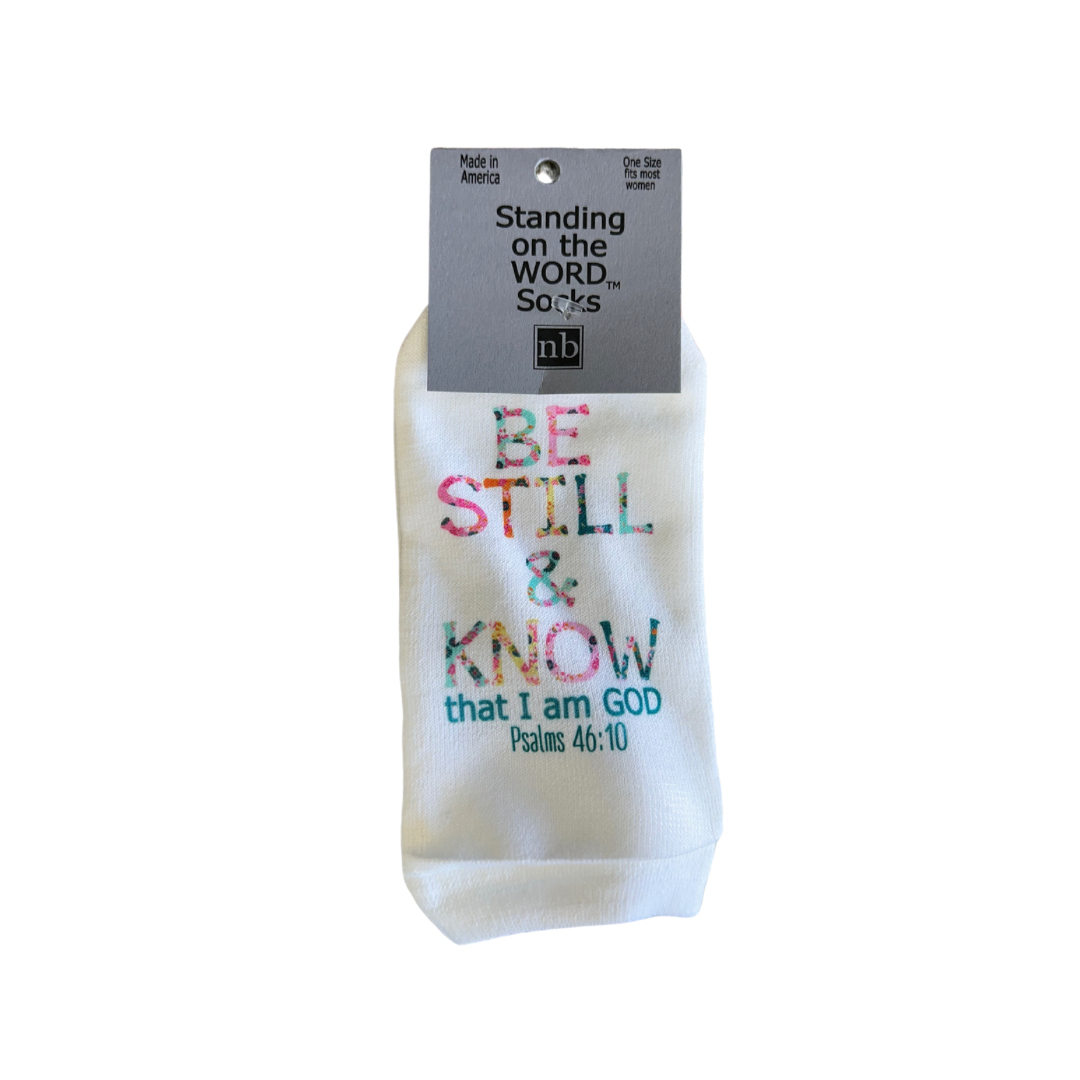 Made in
America
One Size
fits most
women
Standing
on the
WORD™
Socks
nb
BE
STILL
&
KNOW
that I am GOD
Psalms 46:10